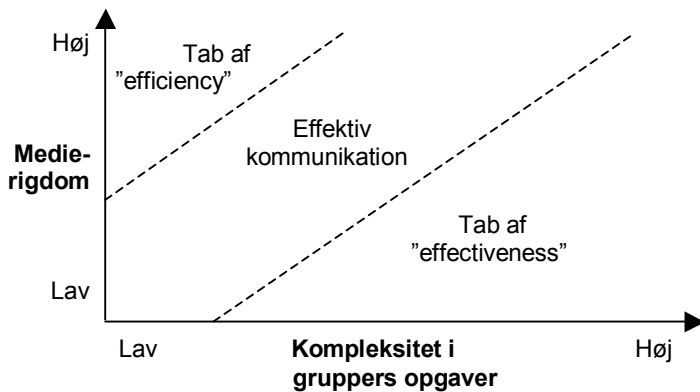 Høj
Tab af
”efficiency”
Effektiv
kommunikation
Medie-
rigdom
Tab af
”effectiveness”
Lav
Lav
Kompleksitet i
gruppers opgaver
Høj